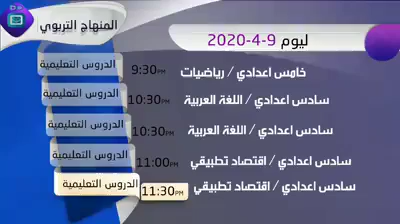 المنهاج التربوي
ليوم 9-4-2020
الدروس التعليمية 9:30PM خامس اعدادي / رياضيات
الدروس التعليمية 10:30PM سادس اعدادي / اللغة العربية
الدروس التعليمية 10:30PM سادس اعدادي / اللغة العربية
الدروس التعليمية 11:00PM سادس اعدادي / اقتصاد تطبيقي
الدروس التعليمية 11:30PM سادس اعدادي / اقتصاد تطبيقي